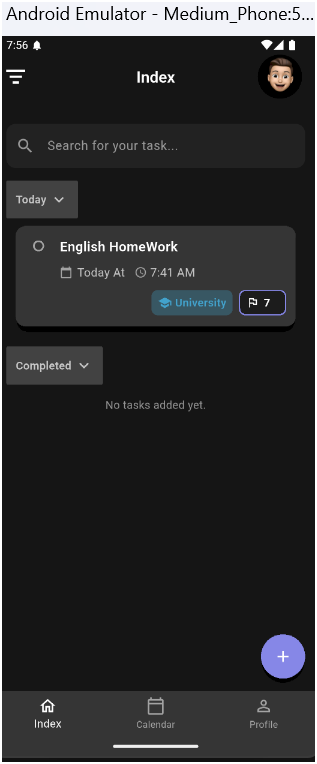 Android Emulator - Medium_Phone:5...
7:56
Index
Search for your task...
Today
English HomeWork
Today At 7:41 AM
University 7
Completed
No tasks added yet.
+
Index Calendar Profile